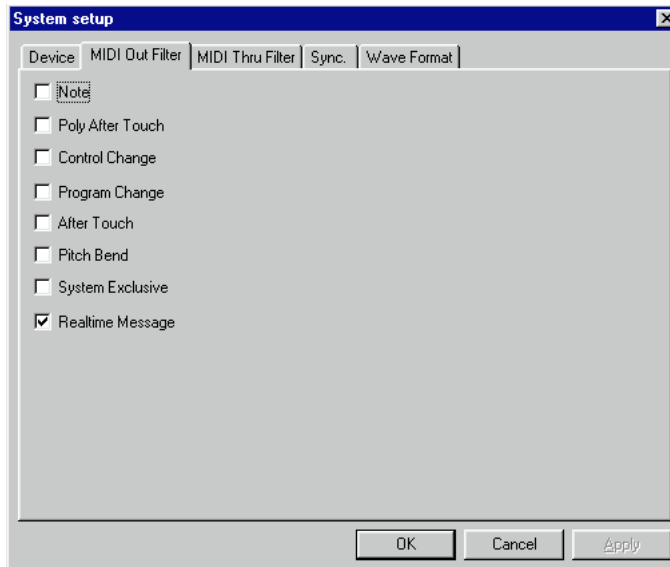 System setup
Device MIDI Out Filter MIDI Thru Filter Sync. Wave Format
Note
Poly After Touch
Control Change
Program Change
After Touch
Pitch Bend
System Exclusive
Realtime Message
OK Cancel Apply